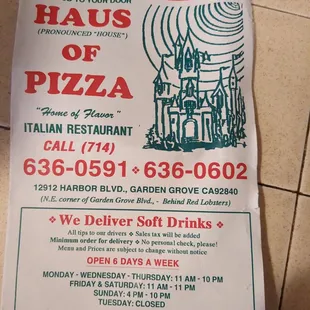 TO YOUR DOOR
HAUS
(PRONOUNCED "HOUSE")
OF
PIZZA
"Home of Flavor"
ITALIAN RESTAURANT
CALL (714)
636-0591 • 636-0602
12912 HARBOR BLVD., GARDEN GROVE CA92840
(N.E. corner of Garden Grove Blvd., - Behind Red Lobsters)
❖ We Deliver Soft Drinks ❖
All tips to our drivers ❖ Sales tax will be added
Minimum order for delivery ❖ No personal check, please!
Menu and Prices are subject to change without notice
OPEN 6 DAYS A WEEK
MONDAY - WEDNESDAY - THURSDAY: 11 AM - 10 PM
FRIDAY & SATURDAY: 11 AM - 11 PM
SUNDAY: 4 PM - 10 PM
TUESDAY: CLOSED